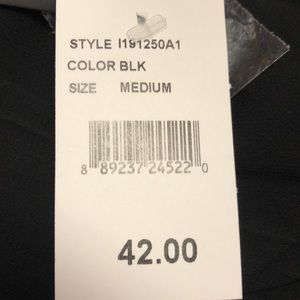 STYLE I191250A1
COLOR BLK
SIZE MEDIUM
8 89237 24522 0
42.00